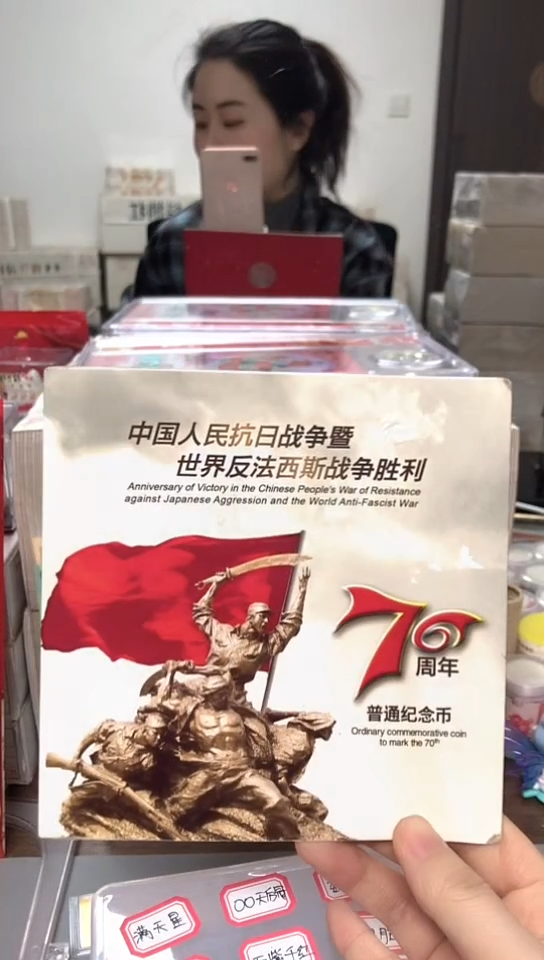 中国人民抗日战争暨
世界反法西斯战争胜利
Anniversary of Victory in the Chinese People's War of Resistance
against Japanese Aggression and the World Anti-Fascist War
70
周年
普通纪念币
Ordinary commemorative coin
to mark the 70th
满天星